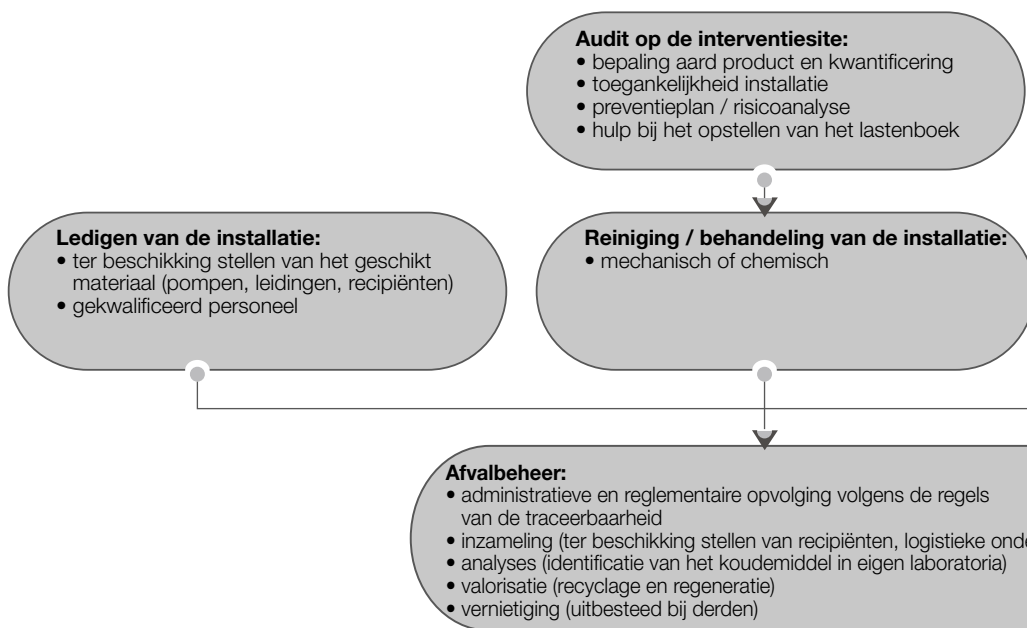 Audit op de interventiesite:
• bepaling aard product en kwantificering
• toegankelijkheid installatie
• preventieplan / risicoanalyse
• hulp bij het opstellen van het lastenboek
Ledigen van de installatie:
• ter beschikking stellen van het geschikt
materiaal (pompen, leidingen, recipiënten)
• gekwalificeerd personeel
Reiniging / behandeling van de installatie:
• mechanisch of chemisch
Afvalbeheer:
• administratieve en reglementaire opvolging volgens de regels
van de traceerbaarheid
• inzameling (ter beschikking stellen van recipiënten, logistieke
• analyses (identificatie van het koudemiddel in eigen laboratoria)
• valorisatie (recyclage en regeneratie)
• vernietiging (uitbesteed bij derden)